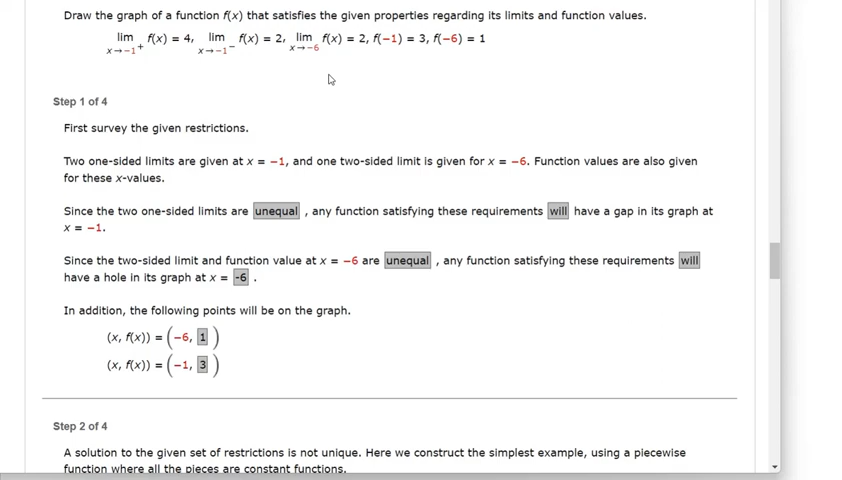 Draw the graph of a function f(x) that satisfies the given properties regarding its limits and function values.
lim x→−1⁺ f(x) = 4, lim x→−1⁻ f(x) = 2, lim x→−6 f(x) = 2, f(−1) = 3, f(−6) = 1
Step 1 of 4
First survey the given restrictions.
Two one-sided limits are given at x = −1, and one two-sided limit is given for x = −6. Function values are also given
for these x-values.
Since the two one-sided limits are unequal , any function satisfying these requirements will have a gap in its graph at
x = −1.
Since the two-sided limit and function value at x = −6 are unequal , any function satisfying these requirements will
have a hole in its graph at x = -6 .
In addition, the following points will be on the graph.
(x, f(x)) = (−6, 1 )
(x, f(x)) = (−1, 3 )
Step 2 of 4
A solution to the given set of restrictions is not unique. Here we construct the simplest example, using a piecewise
function where all the pieces are constant functions.